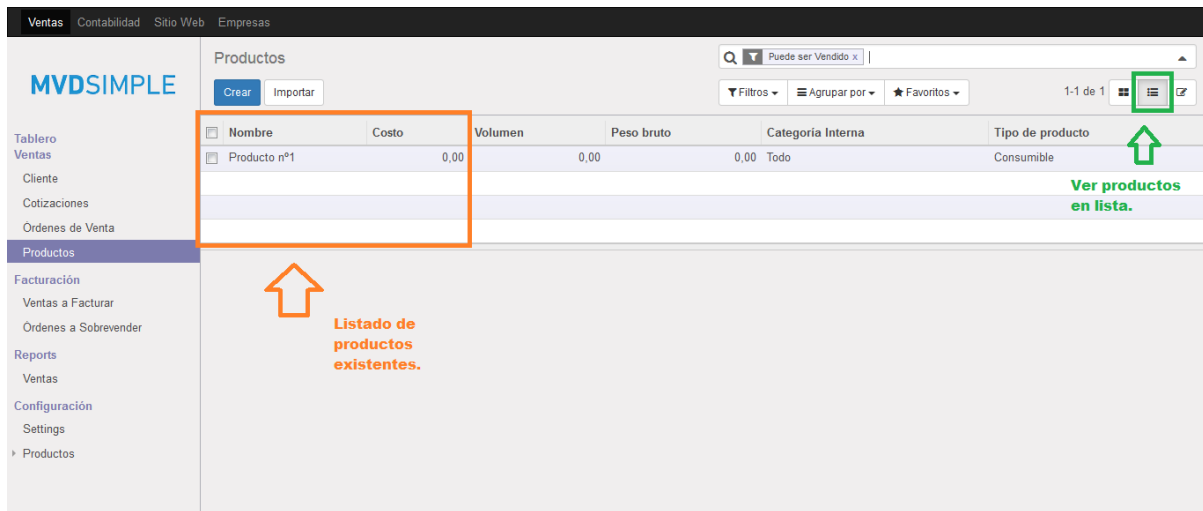 Ventas Contabilidad Sitio Web Empresas
MVDSIMPLE
Tablero
Ventas
Cliente
Cotizaciones
Órdenes de Venta
Productos
Facturación
Ventas a Facturar
Órdenes a Sobrevender
Reports
Ventas
Configuración
Settings
Productos
Productos
Puede ser Vendido x
Crear Importar
Filtros Agrupar por Favoritos
1-1 de 1
Nombre Costo Volumen Peso bruto Categoría Interna Tipo de producto
Producto nº1 0,00 0,00 0,00 Todo Consumible
Ver productos
en lista.
Listado de
productos
existentes.